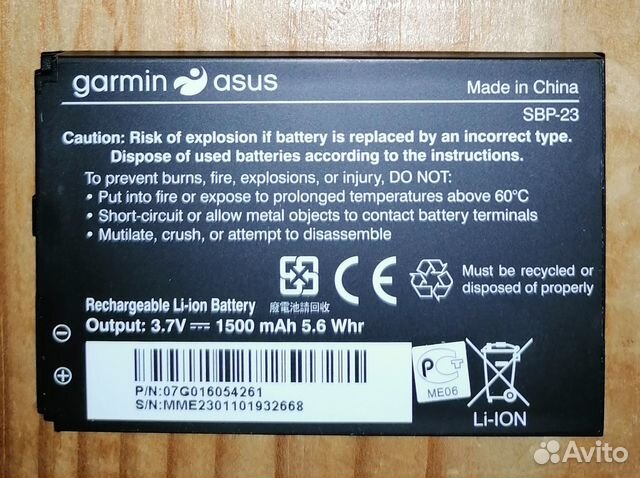 garmin asus
Made in China
SBP-23
Caution: Risk of explosion if battery is replaced by an incorrect type.
Dispose of used batteries according to the instructions.
To prevent burns, fire, explosions, or injury, DO NOT:
• Put into fire or expose to prolonged temperatures above 60°C
• Short-circuit or allow metal objects to contact battery terminals
• Mutilate, crush, or attempt to disassemble
廢電池請回收
CE
Must be recycled or
disposed of properly
Rechargeable Li-ion Battery
Output: 3.7V 1500 mAh 5.6 Whr
P/N:07G016054261
S/N:MME2301101932668
РСТ
ME06
Li-ION
Avito